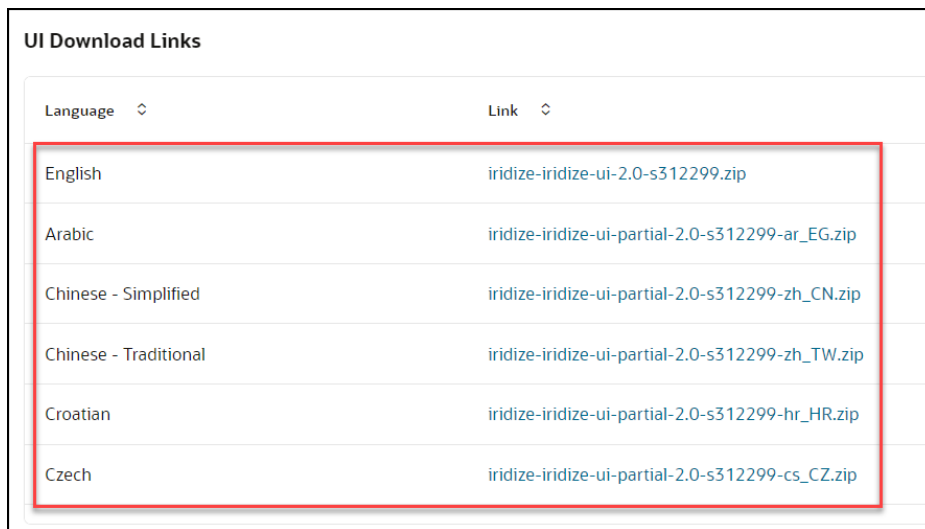 UI Download Links
Language Link
English iridize-iridize-ui-2.0-s312299.zip
Arabic iridize-iridize-ui-partial-2.0-s312299-ar_EG.zip
Chinese - Simplified iridize-iridize-ui-partial-2.0-s312299-zh_CN.zip
Chinese - Traditional iridize-iridize-ui-partial-2.0-s312299-zh_TW.zip
Croatian iridize-iridize-ui-partial-2.0-s312299-hr_HR.zip
Czech iridize-iridize-ui-partial-2.0-s312299-cs_CZ.zip